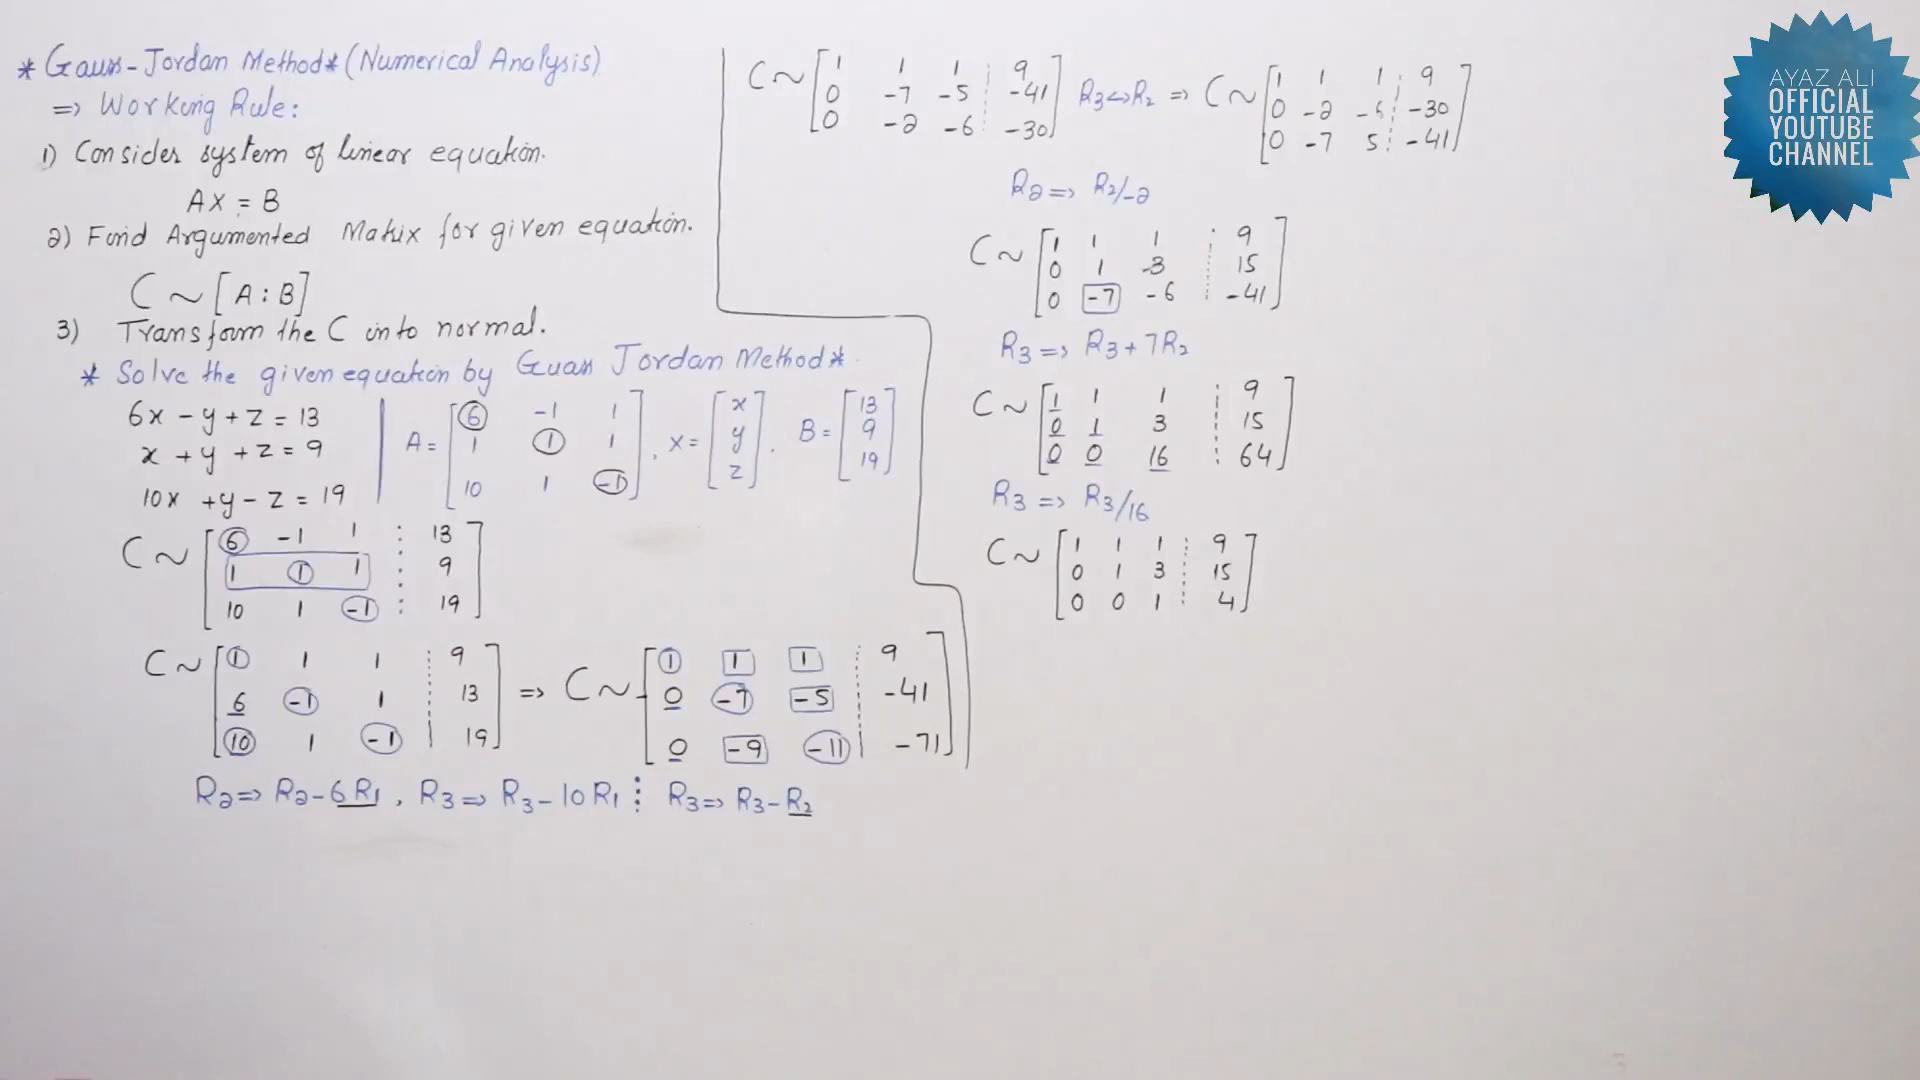 * Gauss-Jordan Method* (Numerical Analysis)
=> Working Rule:
1) Consider system of linear equation.
AX = B
2) Find Argumented Matrix for given equation.
C ~ [A : B]
3) Transform the C into normal.
* Solve the given equation by Guass Jordan Method*
6x - y + z = 13
x + y + z = 9
10x + y - z = 19
A = [6 -1 1
1 1 1
10 1 -1], X = [x
y
z], B = [13
9
19]
C ~ [6 -1 1 : 13
1 1 1 : 9
10 1 -1 : 19]
C ~ [1 1 1 : 9
6 -1 1 : 13
10 1 -1 : 19]
=> C ~ [1 1 1 : 9
0 -7 -5 : -41
0 -9 -11 : -71]
R2 => R2 - 6R1, R3 => R3 - 10R1 : R3 => R3 - R2
C ~ [1 1 1 : 9
0 -7 -5 : -41
0 -2 -6 : -30]
R3 <-> R2 => C ~ [1 1 1 : 9
0 -2 -6 : -30
0 -7 5 : -41]
R2 => R2/-2
C ~ [1 1 1 : 9
0 1 -3 : 15
0 -7 -6 : -41]
R3 => R3 + 7R2
C ~ [1 1 1 : 9
0 1 3 : 15
0 0 16 : 64]
R3 => R3/16
C ~ [1 1 1 : 9
0 1 3 : 15
0 0 1 : 4]
AYAZ ALI
OFFICIAL
YOUTUBE
CHANNEL